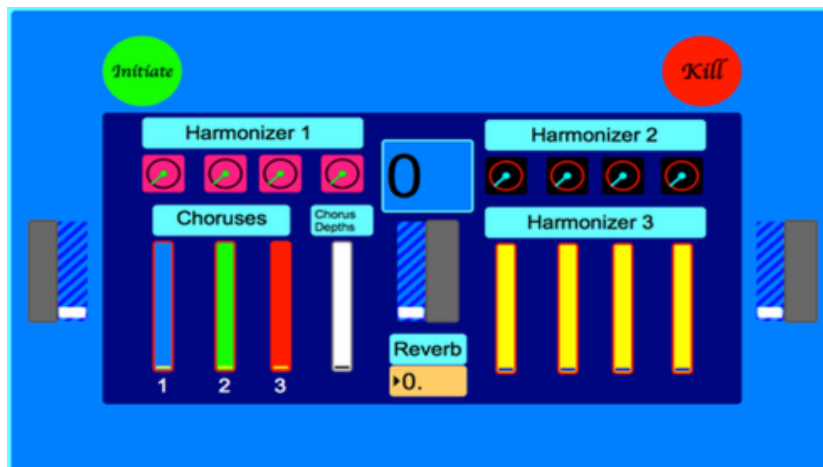 Initiate
Kill
Harmonizer 1
0
Harmonizer 2
Choruses
Chorus
Depths
Harmonizer 3
Reverb
0.
1
2
3